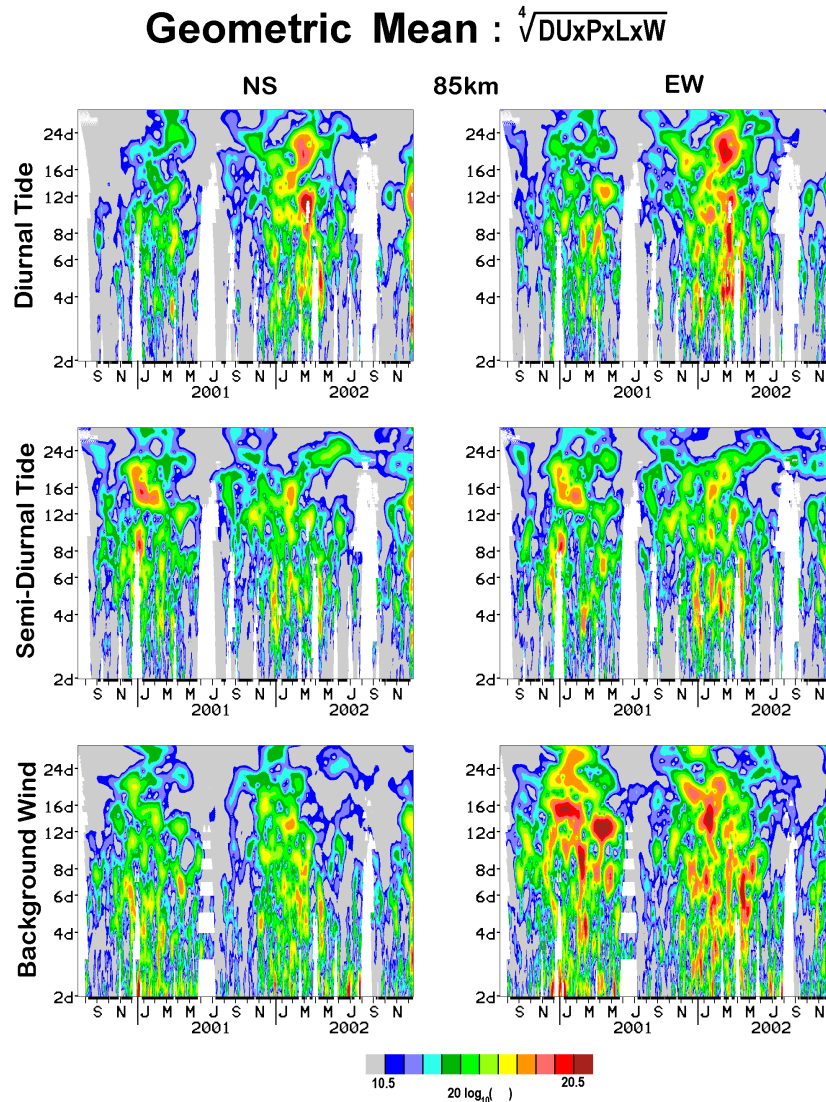 Geometric Mean : ∜DUxPxLxW
NS 85km EW
Diurnal Tide
24d 24d
16d 16d
12d 12d
8d 8d
6d 6d
4d 4d
2d 2d
S N J M M J S N J M M J S N S N J M M J S N J M M J S N
2001 2002 2001 2002
Semi-Diurnal Tide
24d 24d
16d 16d
12d 12d
8d 8d
6d 6d
4d 4d
2d 2d
S N J M M J S N J M M J S N S N J M M J S N J M M J S N
2001 2002 2001 2002
Background Wind
24d 24d
16d 16d
12d 12d
8d 8d
6d 6d
4d 4d
2d 2d
S N J M M J S N J M M J S N S N J M M J S N J M M J S N
2001 2002 2001 2002
10.5 20.5
20 log₁₀( )